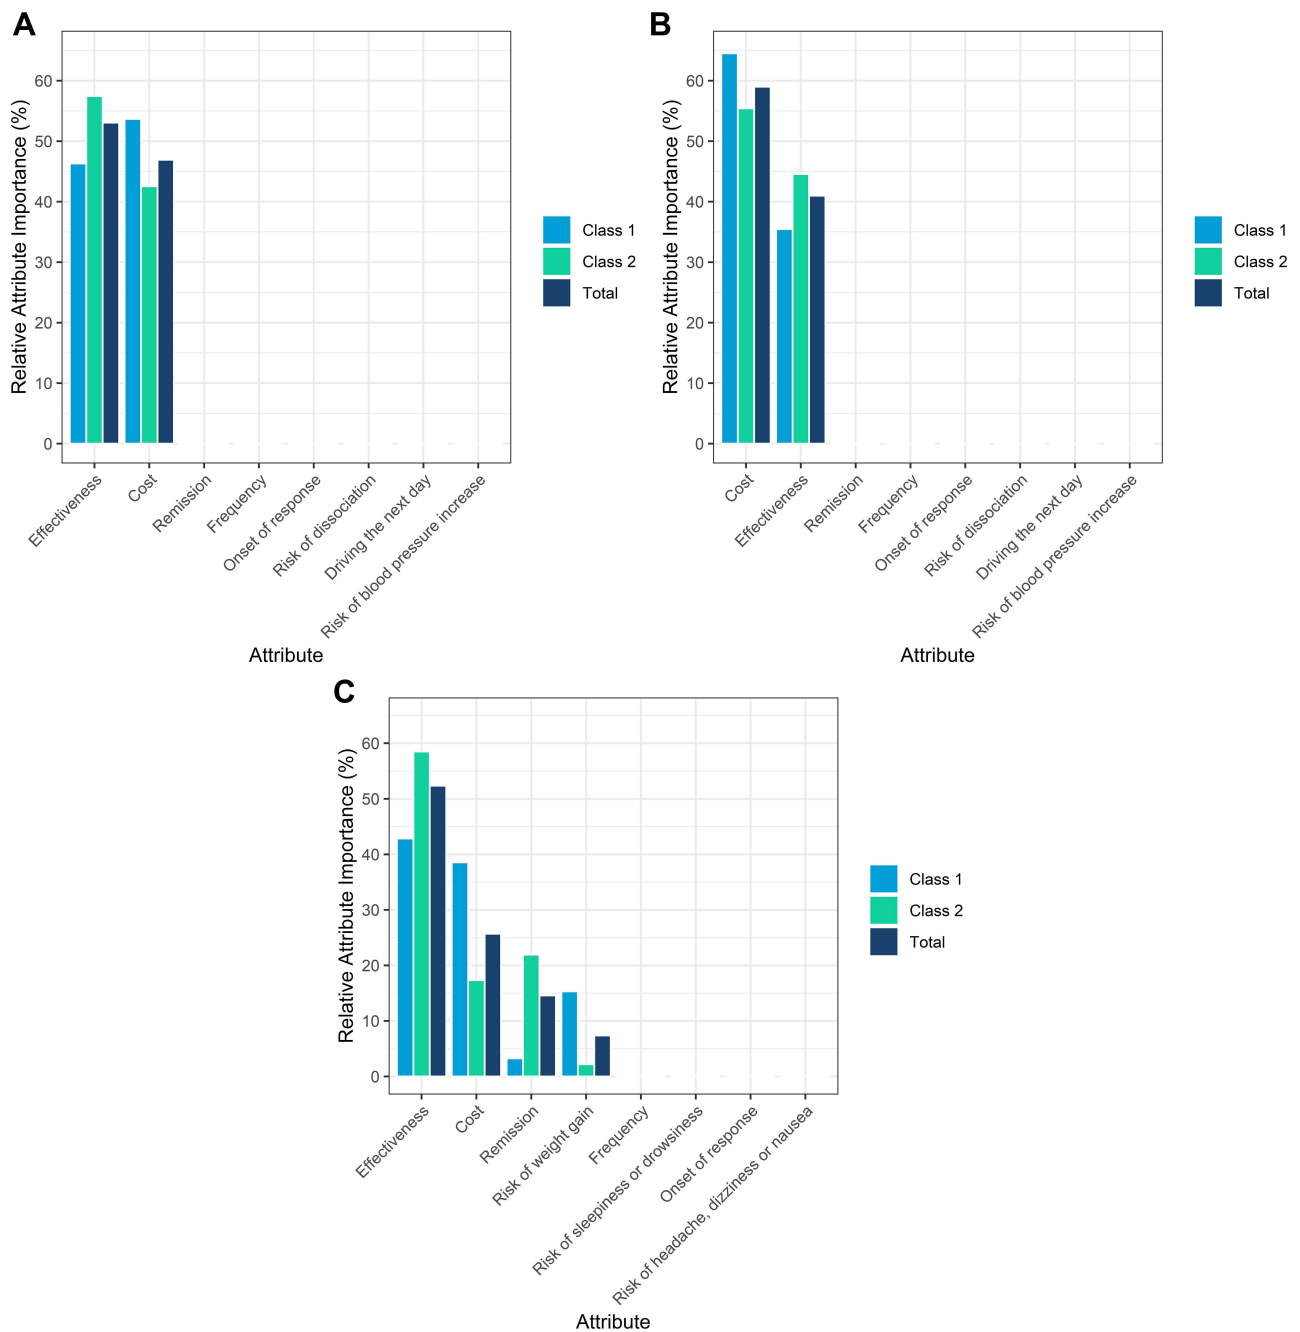 A
Relative Attribute Importance (%)
60
50
40
30
20
10
0
Effectiveness
Cost
Remission
Frequency
Onset of response
Risk of dissociation
Driving the next day
Risk of blood pressure increase
Attribute
Class 1
Class 2
Total
B
Relative Attribute Importance (%)
60
50
40
30
20
10
0
Cost
Effectiveness
Remission
Frequency
Onset of response
Risk of dissociation
Driving the next day
Risk of blood pressure increase
Attribute
Class 1
Class 2
Total
C
Relative Attribute Importance (%)
60
50
40
30
20
10
0
Effectiveness
Cost
Remission
Risk of weight gain
Frequency
Risk of sleepiness or drowsiness
Onset of response
Risk of headache, dizziness or nausea
Attribute
Class 1
Class 2
Total